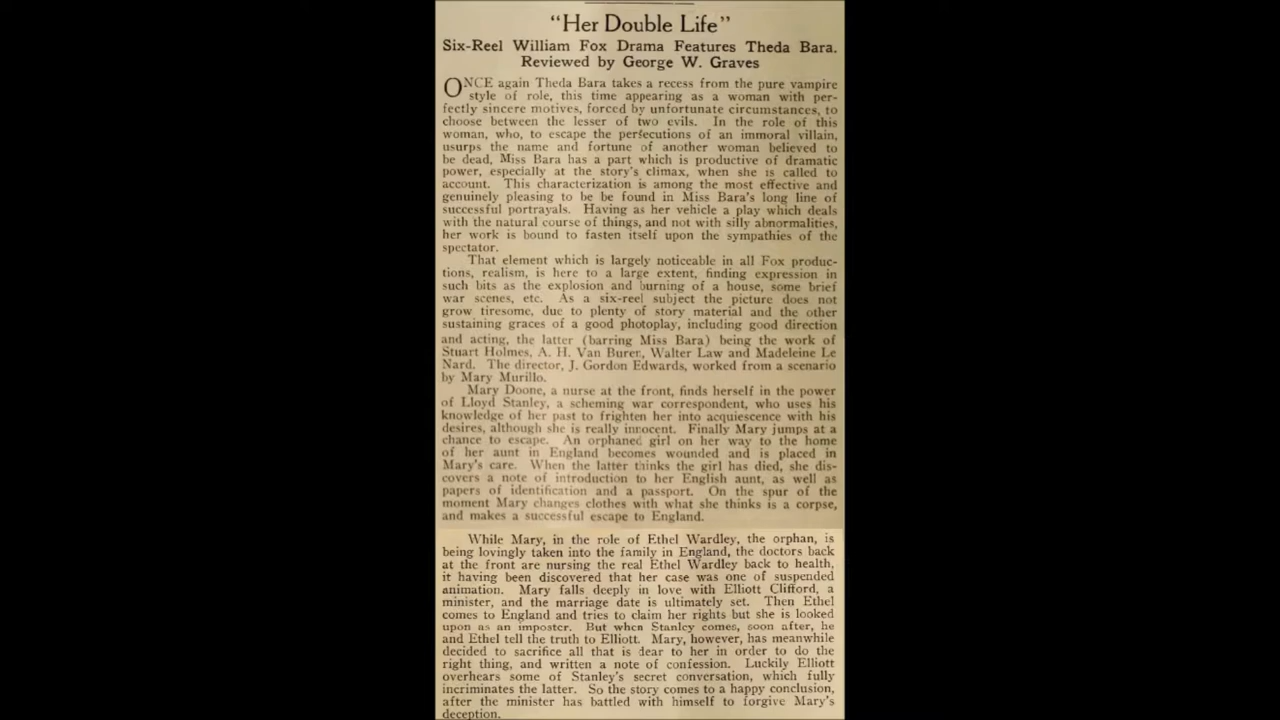 "Her Double Life"
Six-Reel William Fox Drama Features Theda Bara.
Reviewed by George W. Graves
ONCE again Theda Bara takes a recess from the pure vampire
style of role, this time appearing as a woman with per-
fectly sincere motives, forced by unfortunate circumstances, to
choose between the lesser of two evils. In the role of this
woman, who, to escape the persecutions of an immoral villain,
usurps the name and fortune of another woman believed to
be dead, Miss Bara has a part which is productive of dramatic
power, especially at the story's climax, when she is called to
account. This characterization is among the most effective and
genuinely pleasing to be be found in Miss Bara's long line of
successful portrayals. Having as her vehicle a play which deals
with the natural course of things, and not with silly abnormalities,
her work is bound to fasten itself upon the sympathies of the
spectator.
That element which is largely noticeable in all Fox produc-
tions, realism, is here to a large extent, finding expression in
such bits as the explosion and burning of a house, some brief
war scenes, etc. As a six-reel subject the picture does not
grow tiresome, due to plenty of story material and the other
sustaining graces of a good photoplay, including good direction
and acting, the latter (barring Miss Bara) being the work of
Stuart Holmes, A. H. Van Buren, Walter Law and Madeleine Le
Nard. The director, J. Gordon Edwards, worked from a scenario
by Mary Murillo.
Mary Doone, a nurse at the front, finds herself in the power
of Lloyd Stanley, a scheming war correspondent, who uses his
knowledge of her past to frighten her into acquiescence with his
desires, although she is really innocent. Finally Mary jumps at a
chance to escape. An orphaned girl on her way to the home
of her aunt in England becomes wounded and is placed in
Mary's care. When the latter thinks the girl has died, she dis-
covers a note of introduction to her English aunt, as well as
papers of identification and a passport. On the spur of the
moment Mary changes clothes with what she thinks is a corpse,
and makes a successful escape to England.
While Mary, in the role of Ethel Wardley, the orphan, is
being lovingly taken into the family in England, the doctors back
at the front are nursing the real Ethel Wardley back to health,
it having been discovered that her case was one of suspended
animation. Mary falls deeply in love with Elliott Clifford, a
minister, and the marriage date is ultimately set. Then Ethel
comes to England and tries to claim her rights but she is looked
upon as an imposter. But when Stanley comes, soon after, he
and Ethel tell the truth to Elliott. Mary, however, has meanwhile
decided to sacrifice all that is dear to her in order to do the
right thing, and written a note of confession. Luckily Elliott
overhears some of Stanley's secret conversation, which fully
incriminates the latter. So the story comes to a happy conclusion,
after the minister has battled with himself to forgive Mary's
deception.